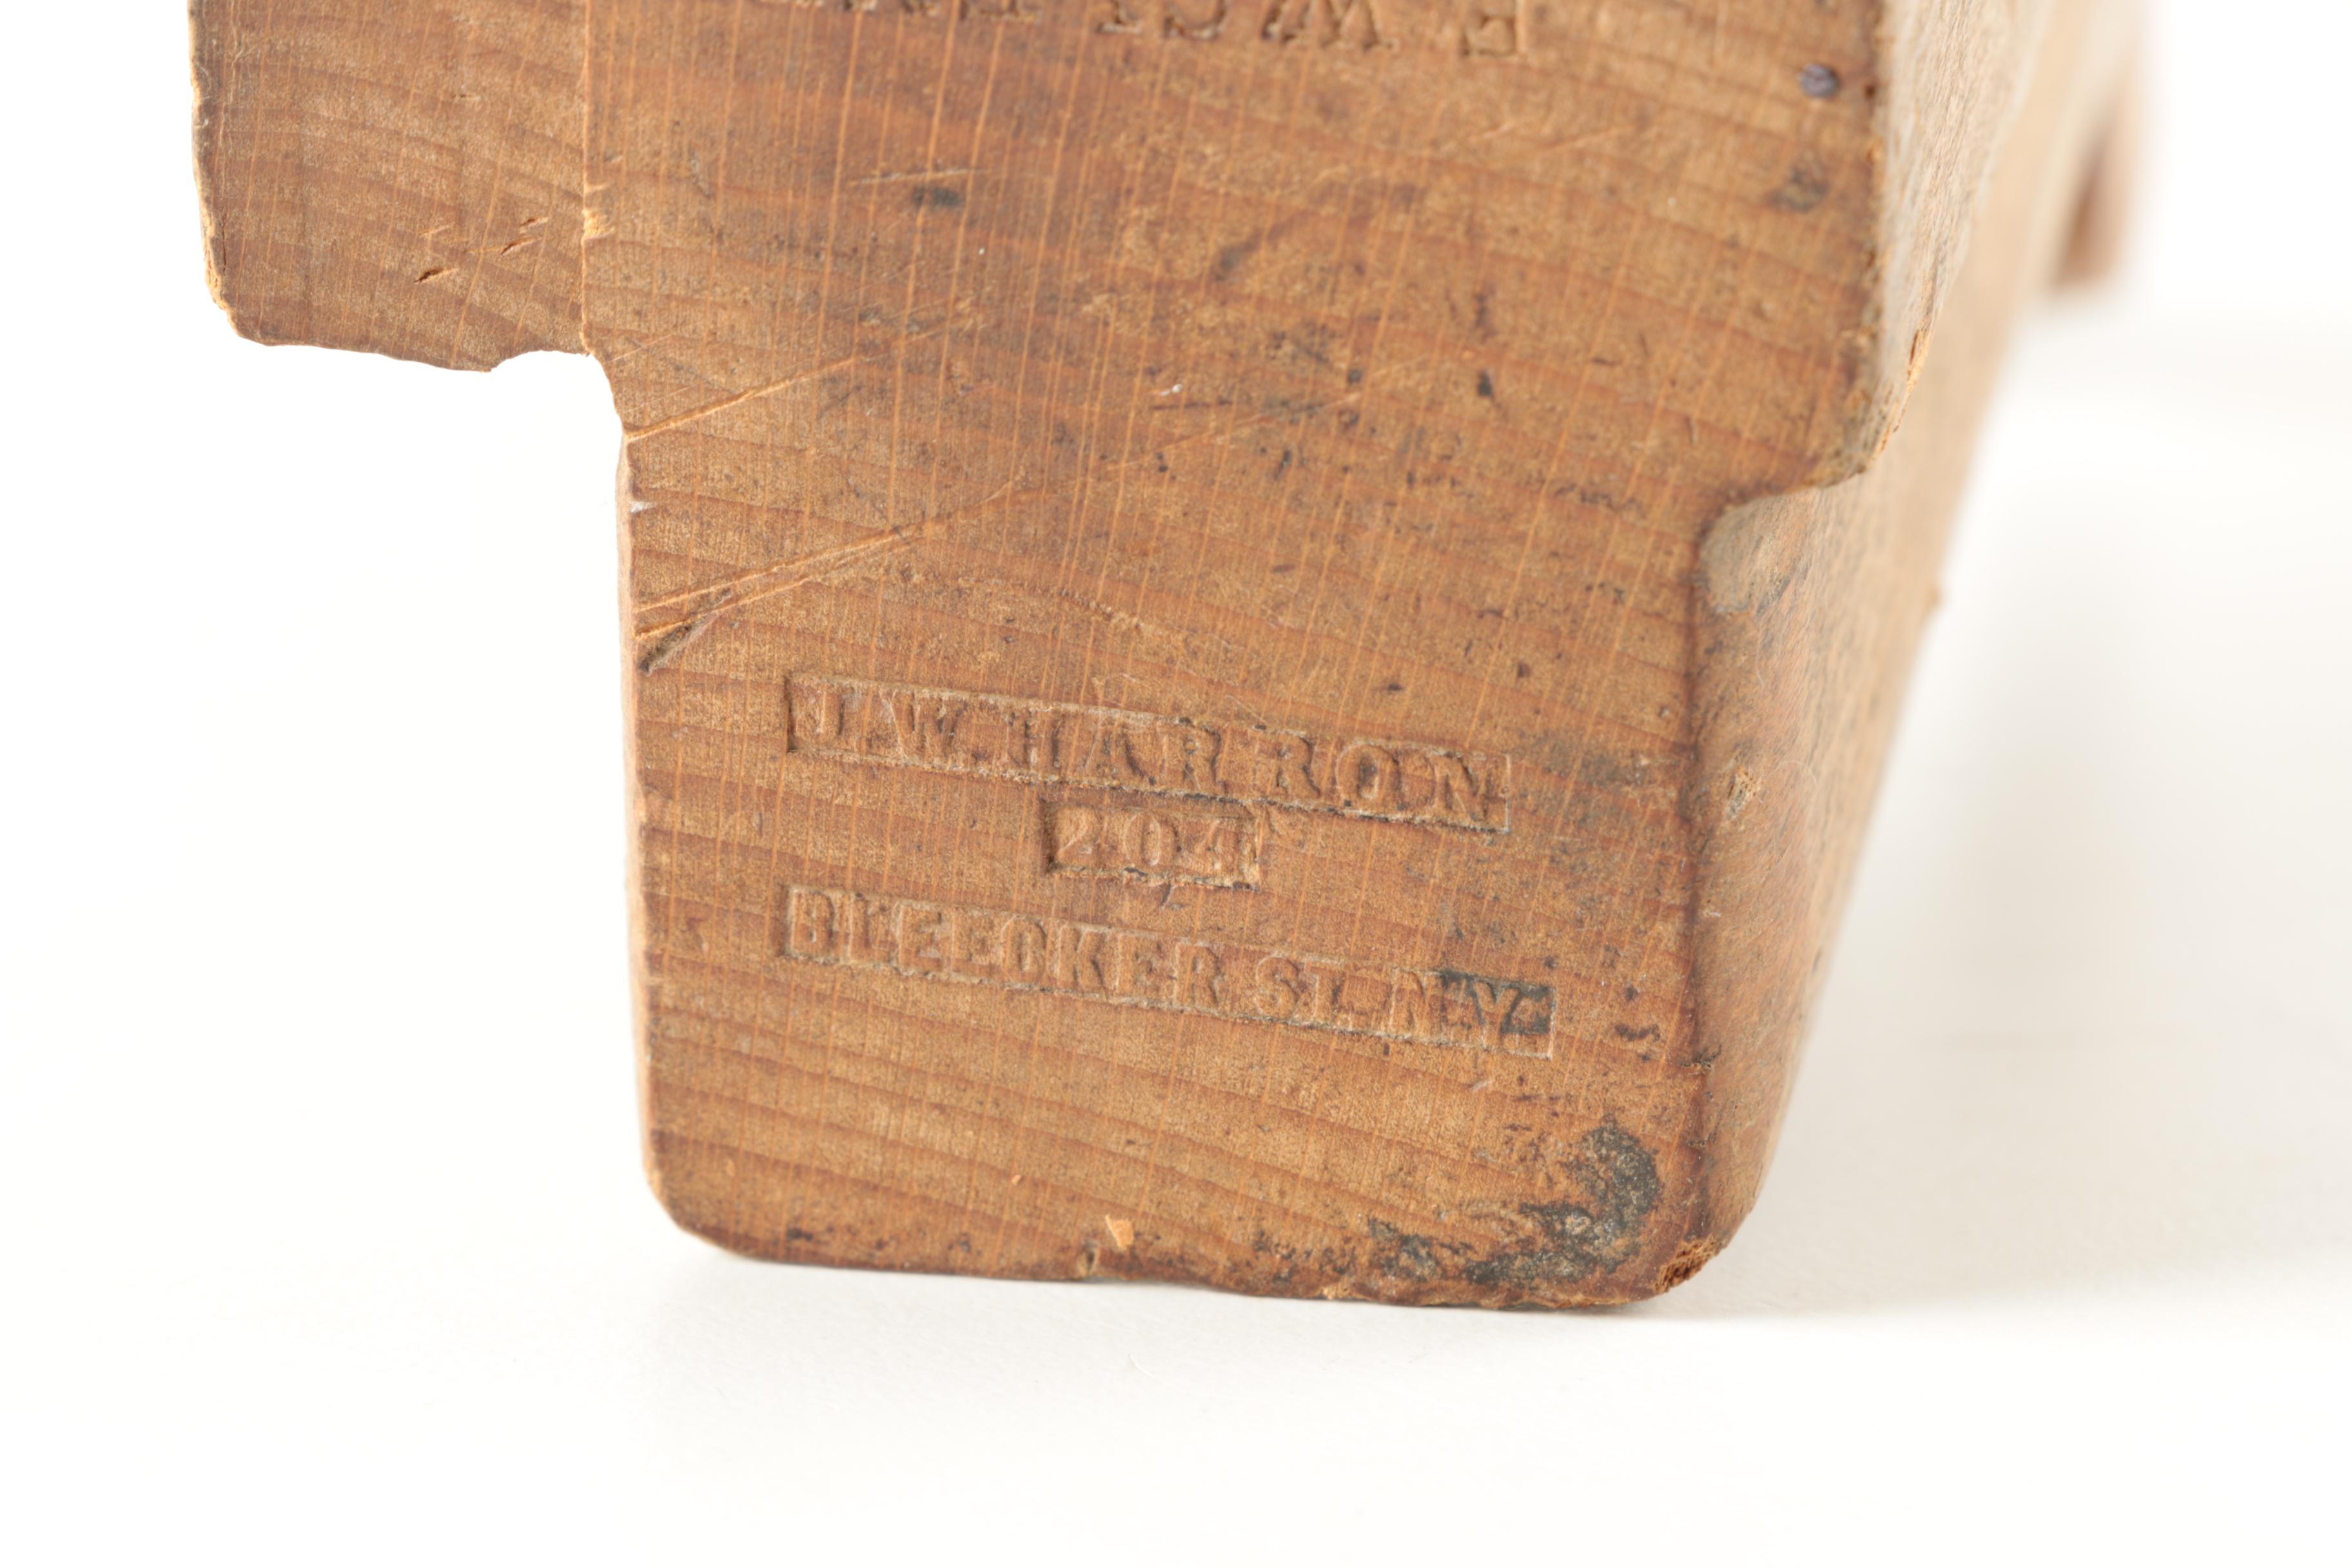 J.W.HARRON
204
BLEECKER ST. N.Y.